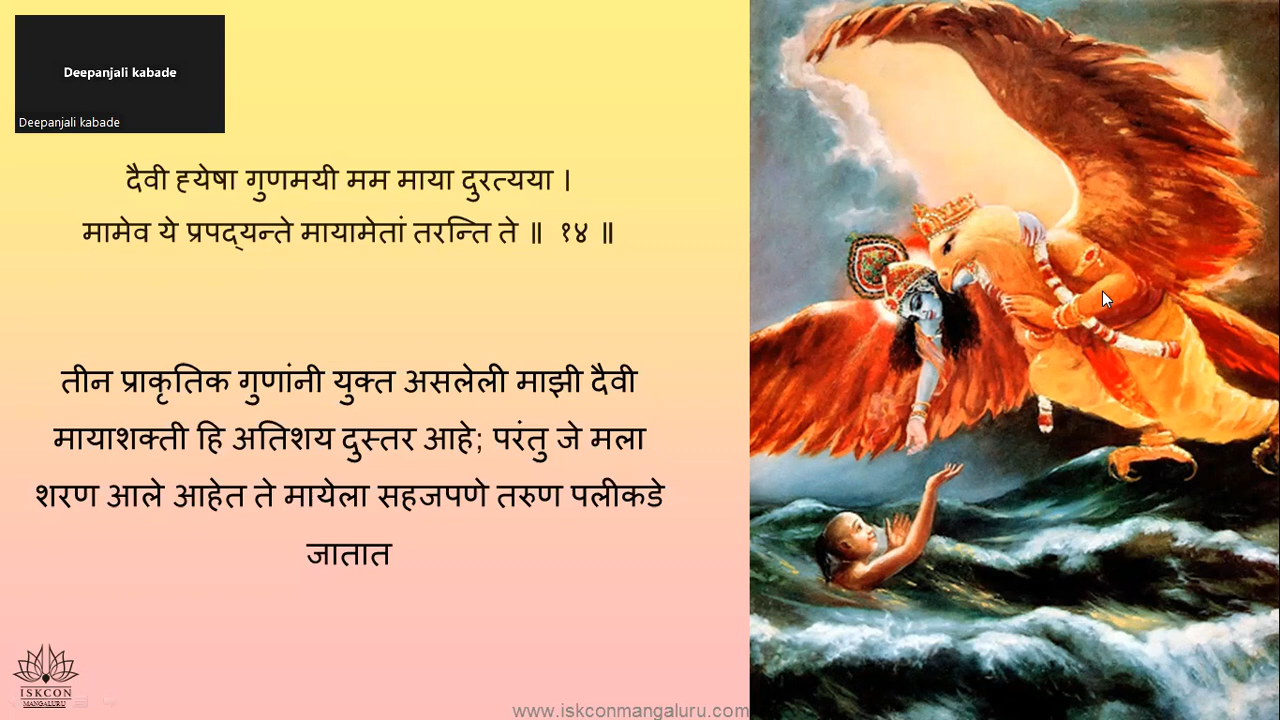 Deepanjali kabade
Deepanjali kabade
दैवी ह्येषा गुणमयी मम माया दुरत्यया ।
मामेव ये प्रपद्यन्ते मायामेतां तरन्ति ते ॥ १४ ॥
तीन प्राकृतिक गुणांनी युक्त असलेली माझी दैवी
मायाशक्ती हि अतिशय दुस्तर आहे; परंतु जे मला
शरण आले आहेत ते मायेला सहजपणे तरुण पलीकडे
जातात
ISKCON
MANGALURU
www.iskconmangaluru.com